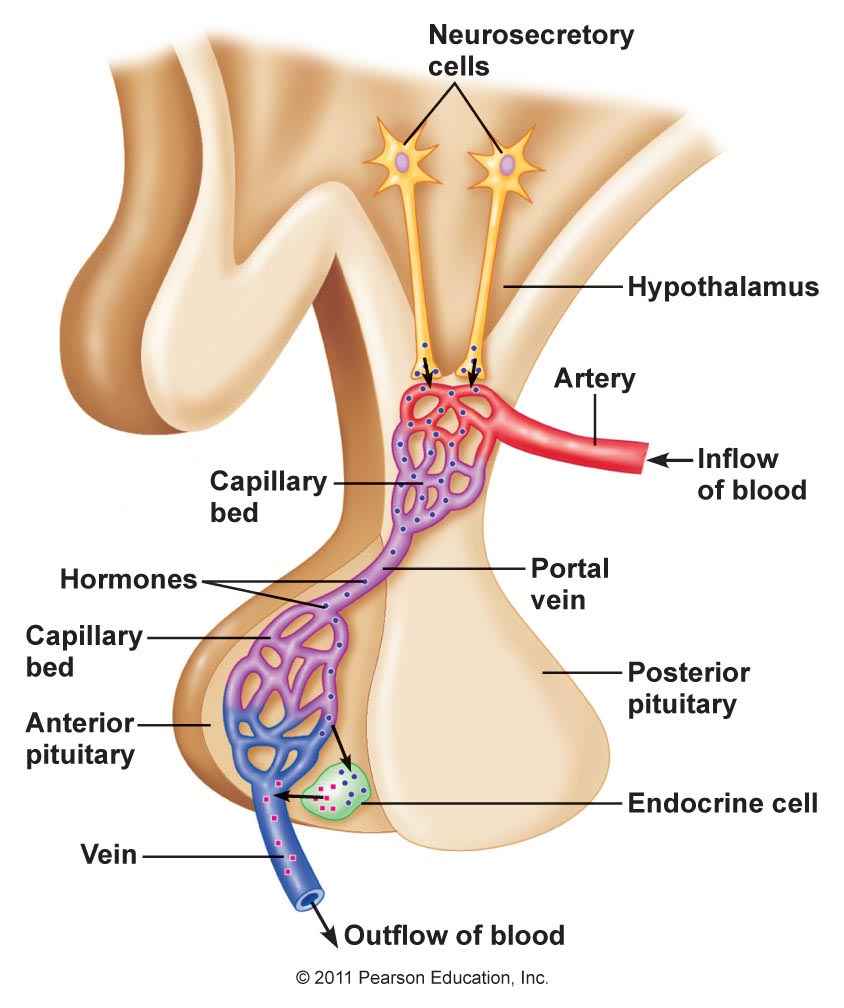 Neurosecretory
cells
Hypothalamus
Artery
Inflow
of blood
Capillary
bed
Portal
vein
Hormones
Capillary
bed
Posterior
pituitary
Anterior
pituitary
Endocrine cell
Vein
Outflow of blood
© 2011 Pearson Education, Inc.